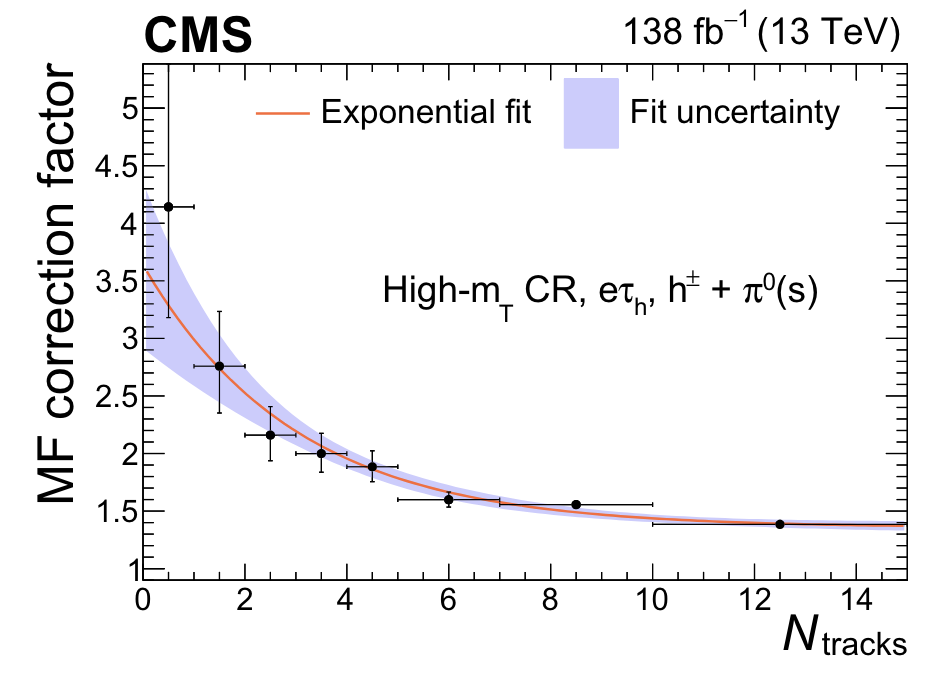 CMS
138 fb⁻¹ (13 TeV)
MF correction factor
Exponential fit
Fit uncertainty
High-m_T CR, eτ_h, h^± + π⁰(s)
5
4.5
4
3.5
3
2.5
2
1.5
1
0 2 4 6 8 10 12 14
N_tracks